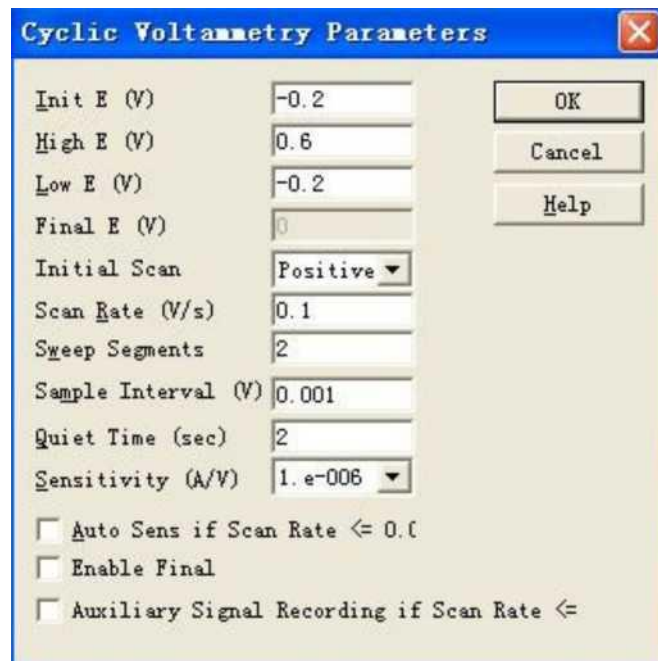 Cyclic Voltammetry Parameters
Init E (V) -0.2 OK
High E (V) 0.6 Cancel
Low E (V) -0.2 Help
Final E (V) 0
Initial Scan Positive
Scan Rate (V/s) 0.1
Sweep Segments 2
Sample Interval (V) 0.001
Quiet Time (sec) 2
Sensitivity (A/V) 1.e-006
Auto Sens if Scan Rate <= 0.0
Enable Final
Auxiliary Signal Recording if Scan Rate <=